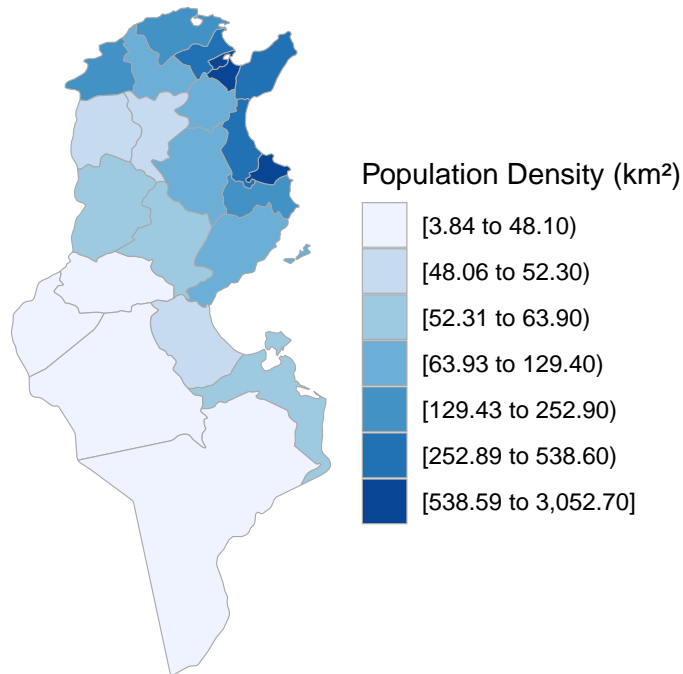 Population Density (km²)
[3.84 to 48.10)
[48.06 to 52.30)
[52.31 to 63.90)
[63.93 to 129.40)
[129.43 to 252.90)
[252.89 to 538.60)
[538.59 to 3,052.70]